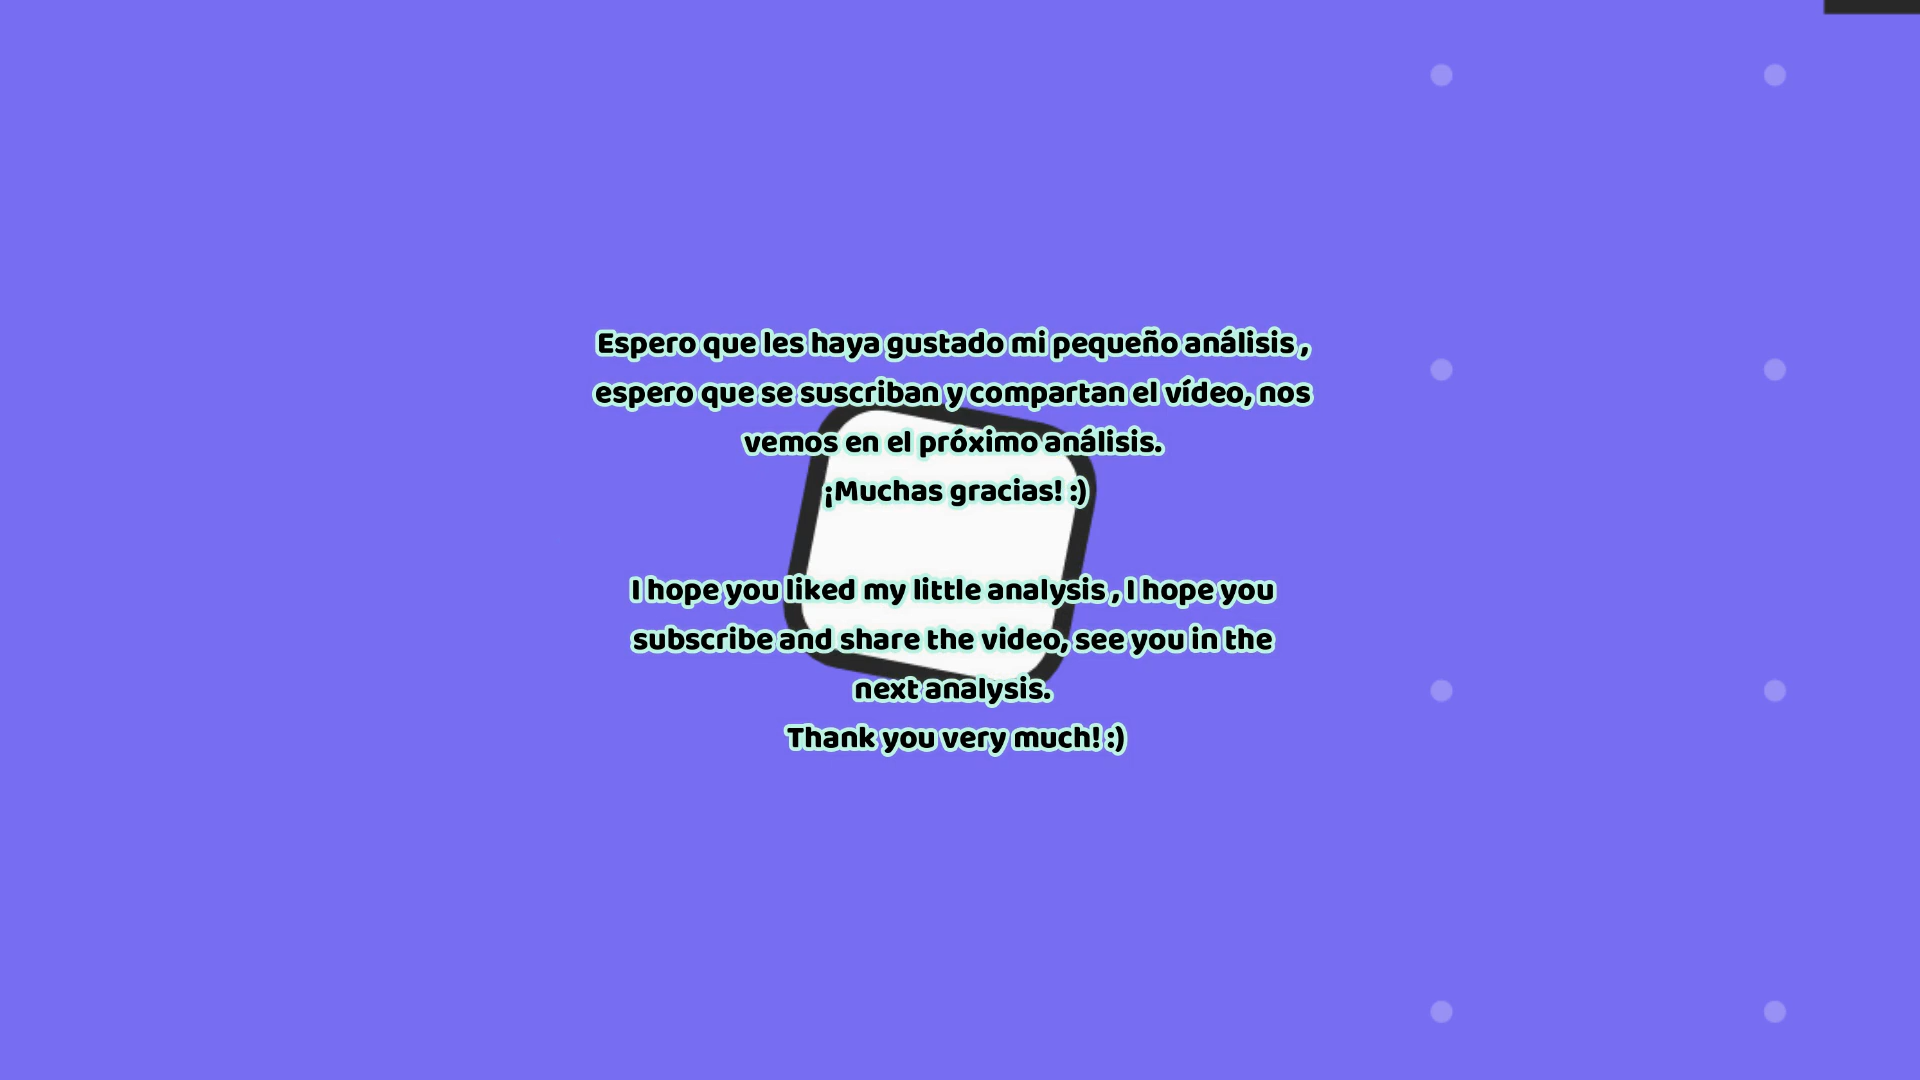 Espero que les haya gustado mi pequeño análisis ,
espero que se suscriban y compartan el vídeo, nos
vemos en el próximo análisis.
¡Muchas gracias! :)
I hope you liked my little analysis , I hope you
subscribe and share the video, see you in the
next analysis.
Thank you very much! :)